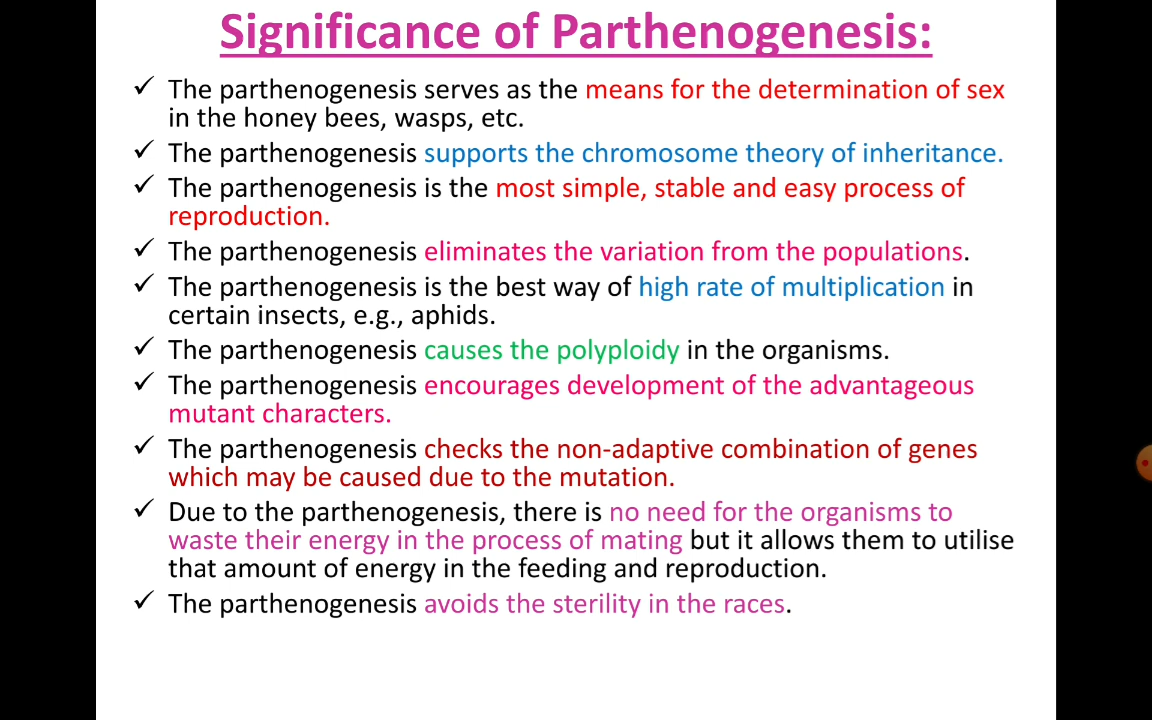 Significance of Parthenogenesis:
✓ The parthenogenesis serves as the means for the determination of sex
in the honey bees, wasps, etc.
✓ The parthenogenesis supports the chromosome theory of inheritance.
✓ The parthenogenesis is the most simple, stable and easy process of
reproduction.
✓ The parthenogenesis eliminates the variation from the populations.
✓ The parthenogenesis is the best way of high rate of multiplication in
certain insects, e.g., aphids.
✓ The parthenogenesis causes the polyploidy in the organisms.
✓ The parthenogenesis encourages development of the advantageous
mutant characters.
✓ The parthenogenesis checks the non-adaptive combination of genes
which may be caused due to the mutation.
✓ Due to the parthenogenesis, there is no need for the organisms to
waste their energy in the process of mating but it allows them to utilise
that amount of energy in the feeding and reproduction.
✓ The parthenogenesis avoids the sterility in the races.